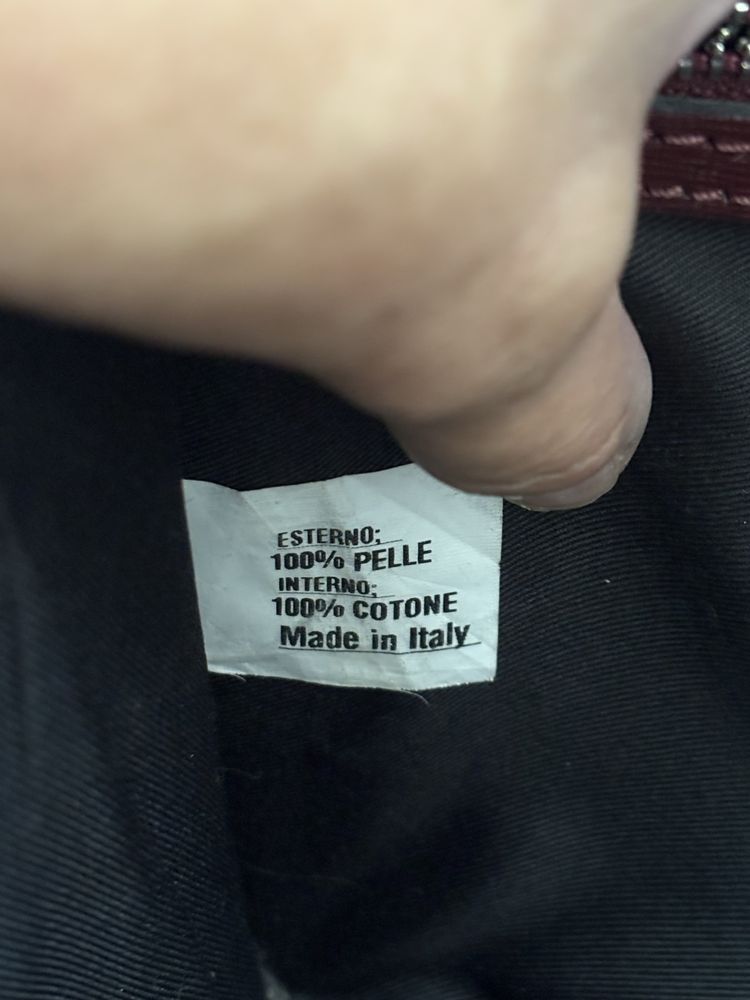 ESTERNO;
100% PELLE
INTERNO;
100% COTONE
Made in Italy